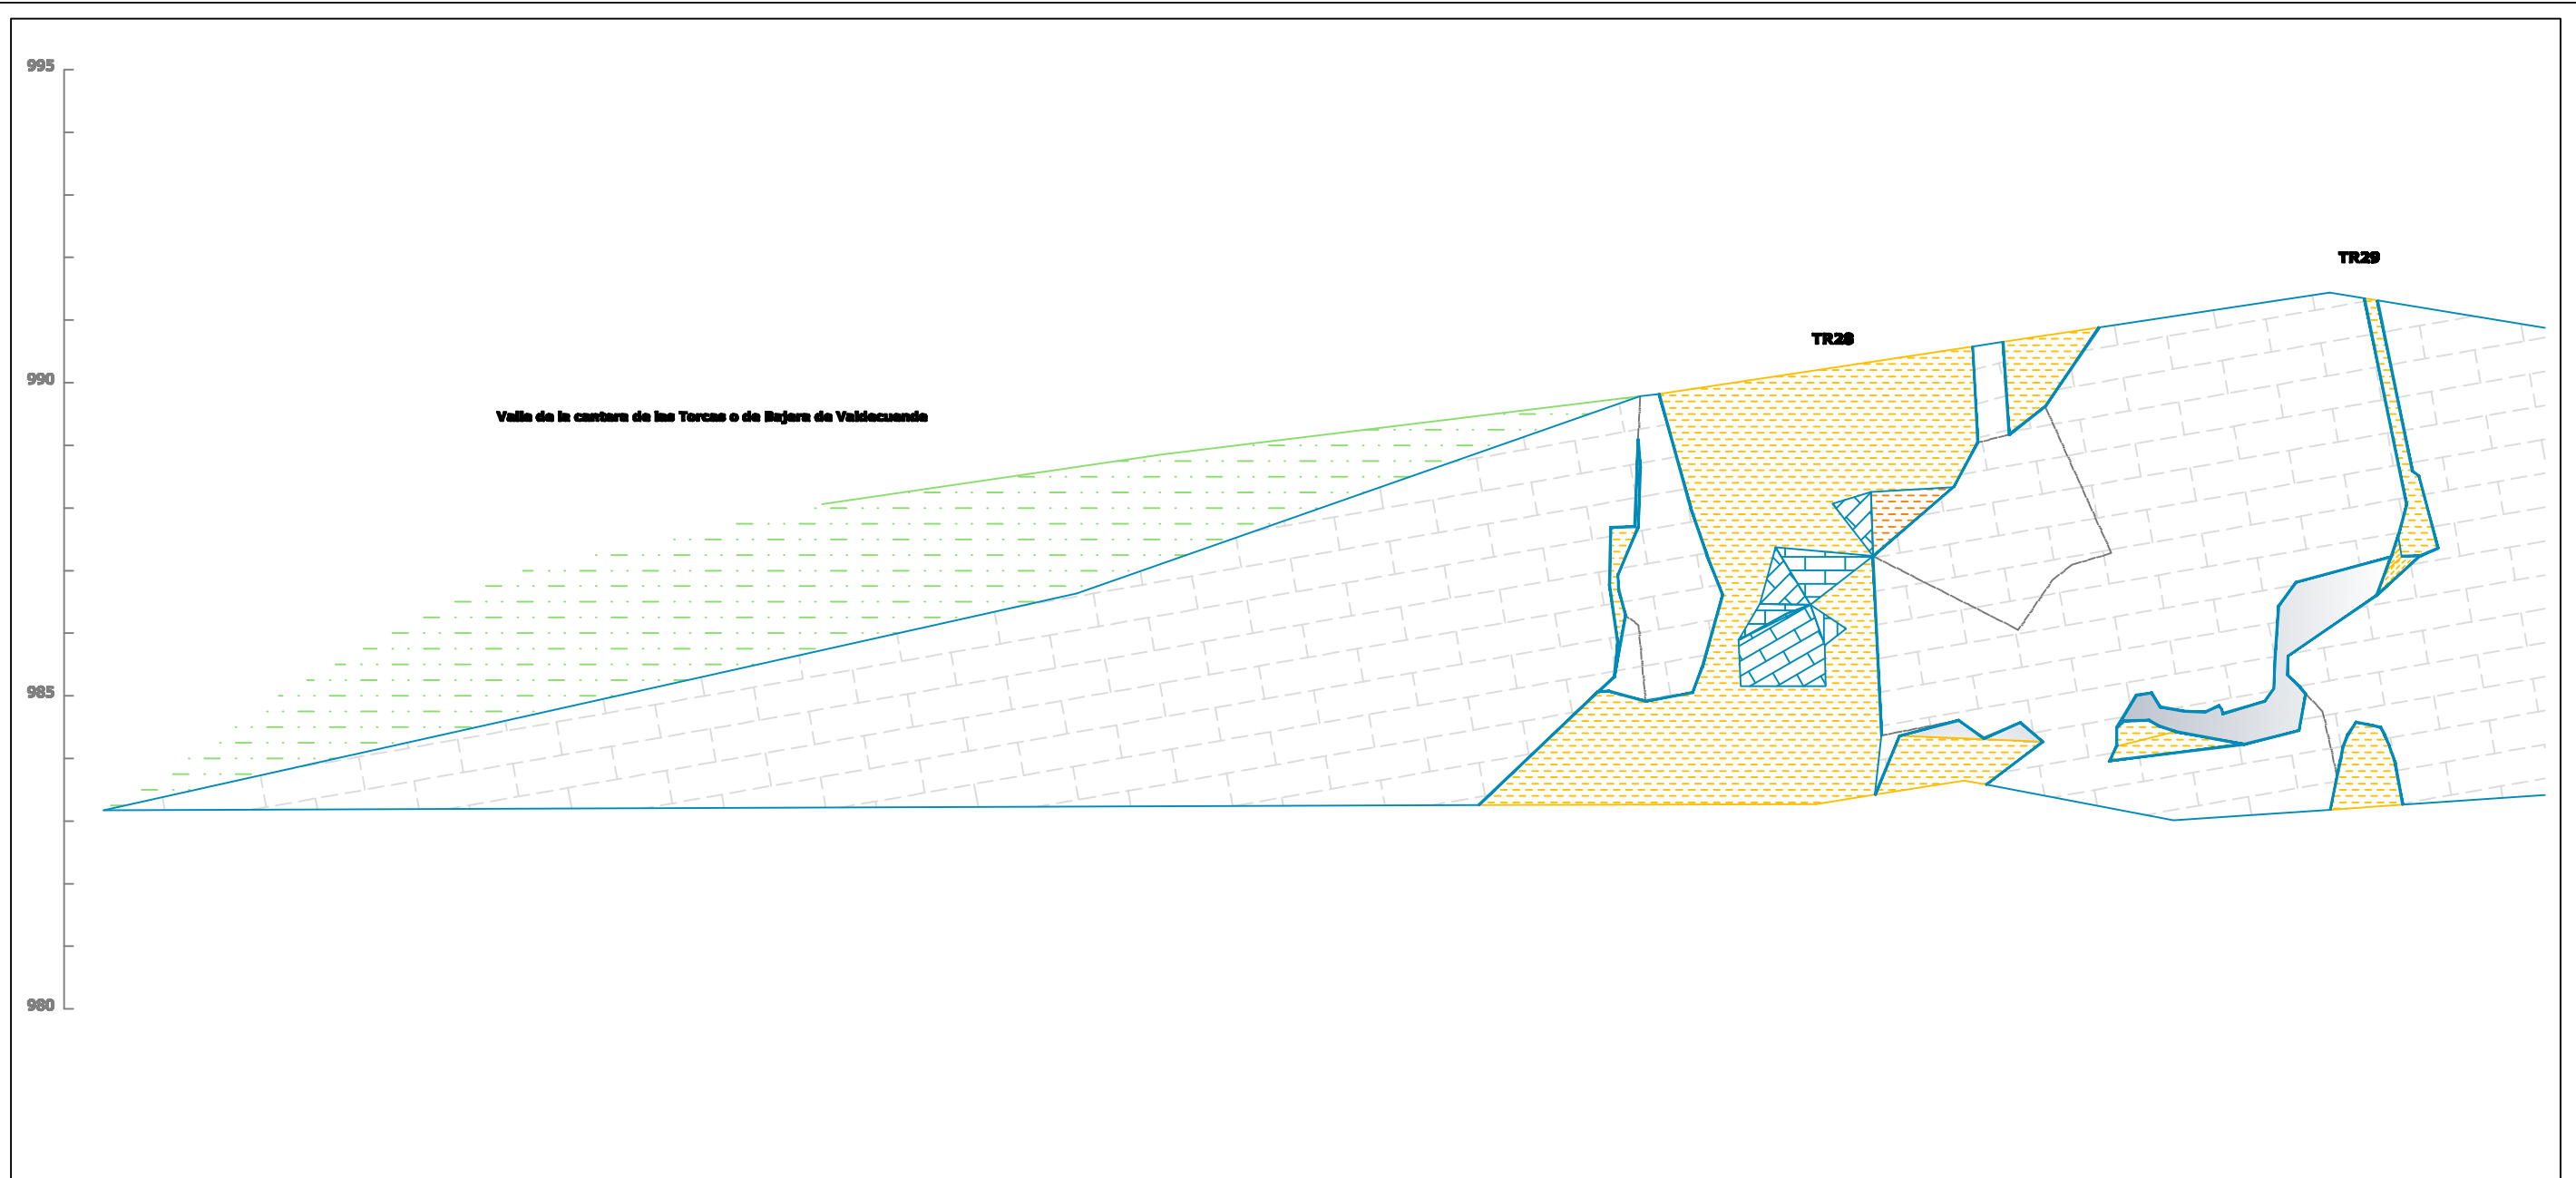 995
TR29
TR28
990
Valle de la cantera de las Torcas o de Bajera de Valdecuende
985
980